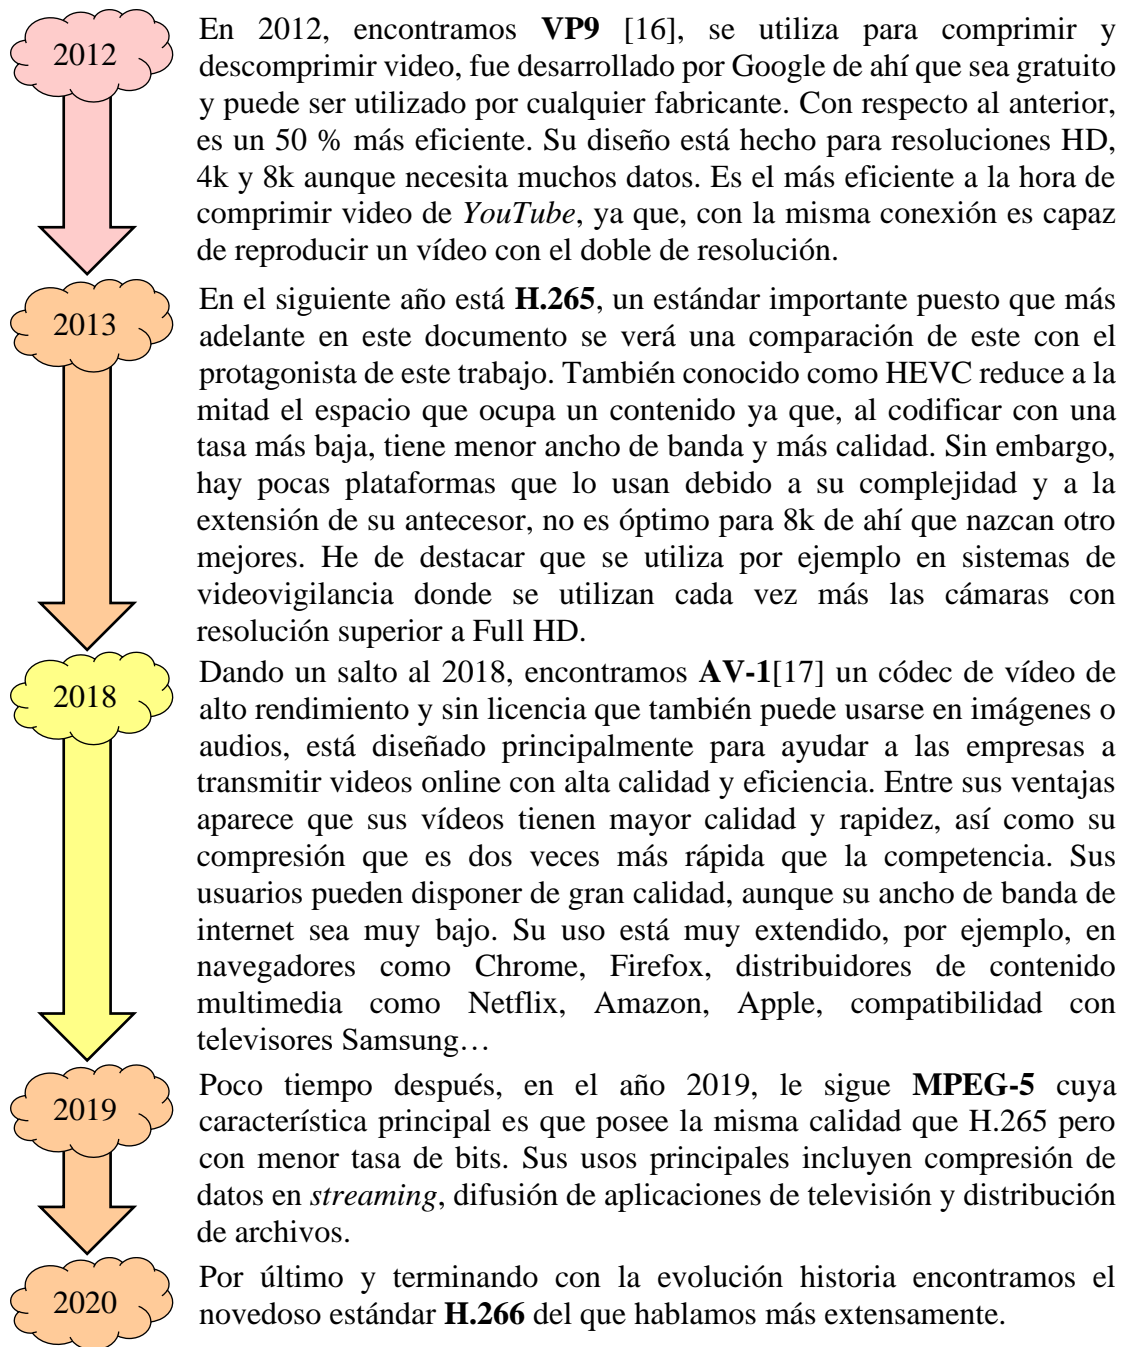 2012
En 2012, encontramos VP9 [16], se utiliza para comprimir y
descomprimir video, fue desarrollado por Google de ahí que sea gratuito
y puede ser utilizado por cualquier fabricante. Con respecto al anterior,
es un 50 % más eficiente. Su diseño está hecho para resoluciones HD,
4k y 8k aunque necesita muchos datos. Es el más eficiente a la hora de
comprimir video de YouTube, ya que, con la misma conexión es capaz
de reproducir un vídeo con el doble de resolución.
2013
En el siguiente año está H.265, un estándar importante puesto que más
adelante en este documento se verá una comparación de este con el
protagonista de este trabajo. También conocido como HEVC reduce a la
mitad el espacio que ocupa un contenido ya que, al codificar con una
tasa más baja, tiene menor ancho de banda y más calidad. Sin embargo,
hay pocas plataformas que lo usan debido a su complejidad y a la
extensión de su antecesor, no es óptimo para 8k de ahí que nazcan otro
mejores. He de destacar que se utiliza por ejemplo en sistemas de
videovigilancia donde se utilizan cada vez más las cámaras con
resolución superior a Full HD.
2018
Dando un salto al 2018, encontramos AV-1[17] un códec de vídeo de
alto rendimiento y sin licencia que también puede usarse en imágenes o
audios, está diseñado principalmente para ayudar a las empresas a
transmitir videos online con alta calidad y eficiencia. Entre sus ventajas
aparece que sus vídeos tienen mayor calidad y rapidez, así como su
compresión que es dos veces más rápida que la competencia. Sus
usuarios pueden disponer de gran calidad, aunque su ancho de banda de
internet sea muy bajo. Su uso está muy extendido, por ejemplo, en
navegadores como Chrome, Firefox, distribuidores de contenido
multimedia como Netflix, Amazon, Apple, compatibilidad con
televisores Samsung…
2019
Poco tiempo después, en el año 2019, le sigue MPEG-5 cuya
característica principal es que posee la misma calidad que H.265 pero
con menor tasa de bits. Sus usos principales incluyen compresión de
datos en streaming, difusión de aplicaciones de televisión y distribución
de archivos.
2020
Por último y terminando con la evolución historia encontramos el
novedoso estándar H.266 del que hablamos más extensamente.